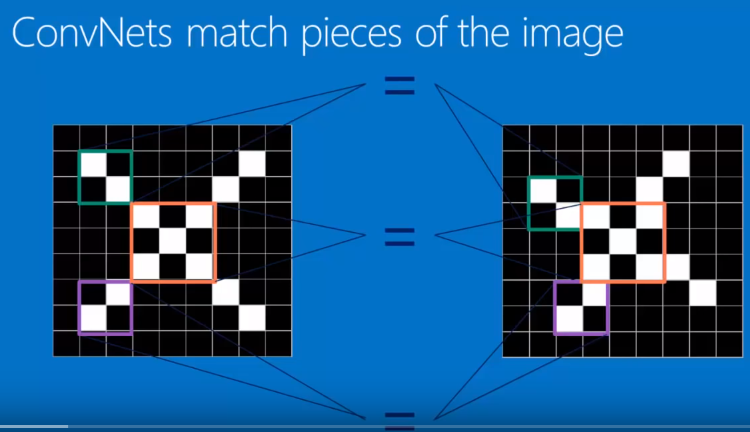 ConvNets match pieces of the image
=
=
=